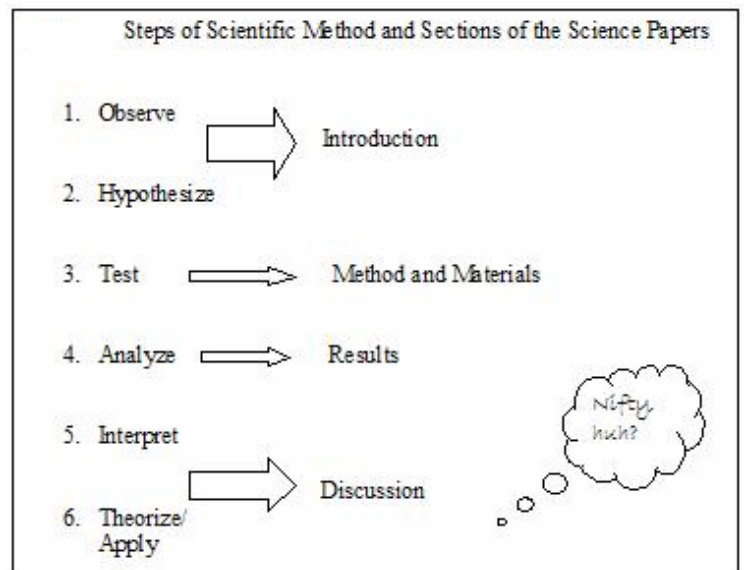 Steps of Scientific Method and Sections of the Science Papers
1. Observe
Introduction
2. Hypothesize
3. Test
Method and Materials
4. Analyze
Results
5. Interpret
Discussion
6. Theorize/
Apply
Nifty,
huh?